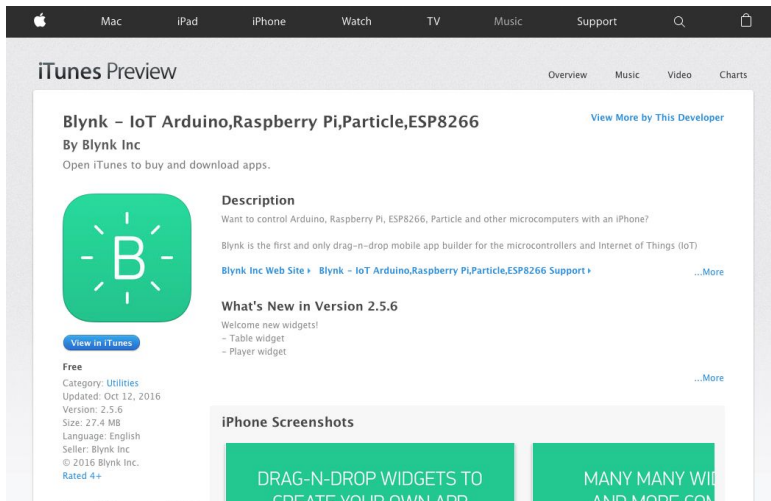 Mac iPad iPhone Watch TV Music Support
iTunes Preview
Overview Music Video Charts
Blynk – IoT Arduino,Raspberry Pi,Particle,ESP8266
View More by This Developer
By Blynk Inc
Open iTunes to buy and download apps.
B
View in iTunes
Free
Category: Utilities
Updated: Oct 12, 2016
Version: 2.5.6
Size: 27.4 MB
Language: English
Seller: Blynk Inc
© 2016 Blynk Inc.
Rated 4+
Description
Want to control Arduino, Raspberry Pi, ESP8266, Particle and other microcomputers with an iPhone?
Blynk is the first and only drag-n-drop mobile app builder for the microcontrollers and Internet of Things (IoT)
Blynk Inc Web Site Blynk – IoT Arduino,Raspberry Pi,Particle,ESP8266 Support
...More
What's New in Version 2.5.6
Welcome new widgets!
– Table widget
– Player widget
...More
iPhone Screenshots
DRAG-N-DROP WIDGETS TO
CREATE YOUR OWN APP
MANY MANY
AND MORE